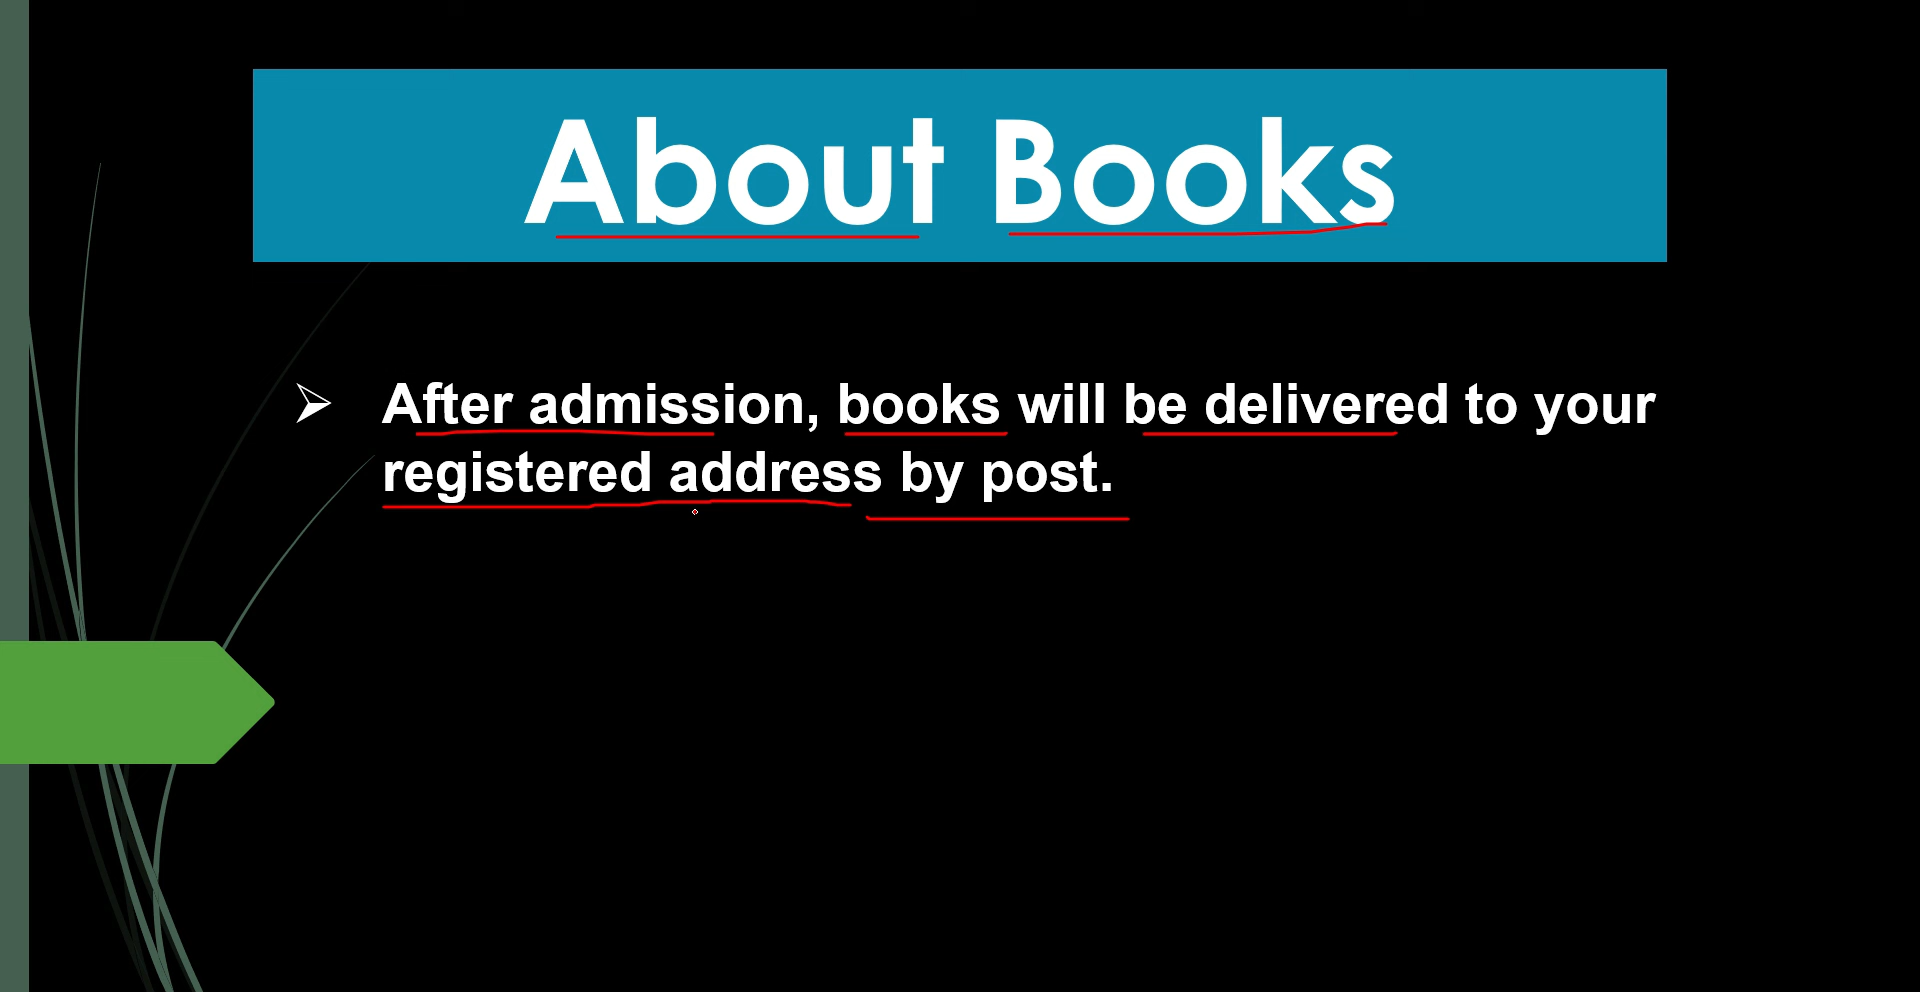 About Books
After admission, books will be delivered to your
registered address by post.